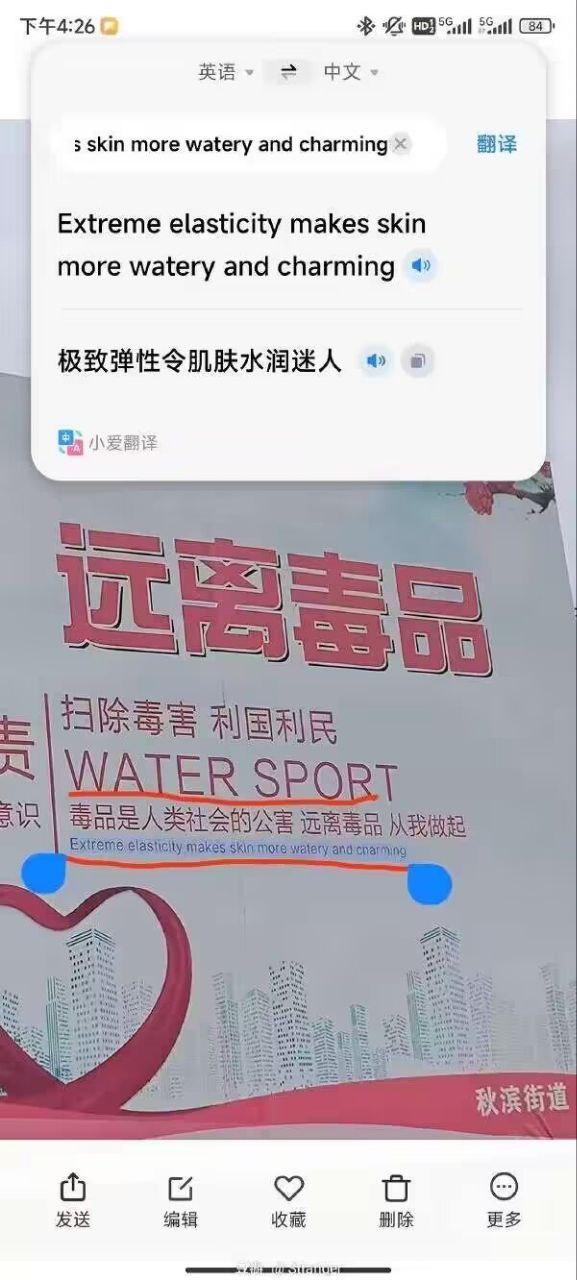 下午4:26
HD 5G 5G 84
英语 中文
s skin more watery and charming 翻译
Extreme elasticity makes skin
more watery and charming
极致弹性令肌肤水润迷人
小爱翻译
远离毒品
扫除毒害 利国利民
责
WATER SPORT
意识
毒品是人类社会的公害 远离毒品 从我做起
Extreme elasticity makes skin more watery and charming
秋滨街道
发送 编辑 收藏 删除 更多